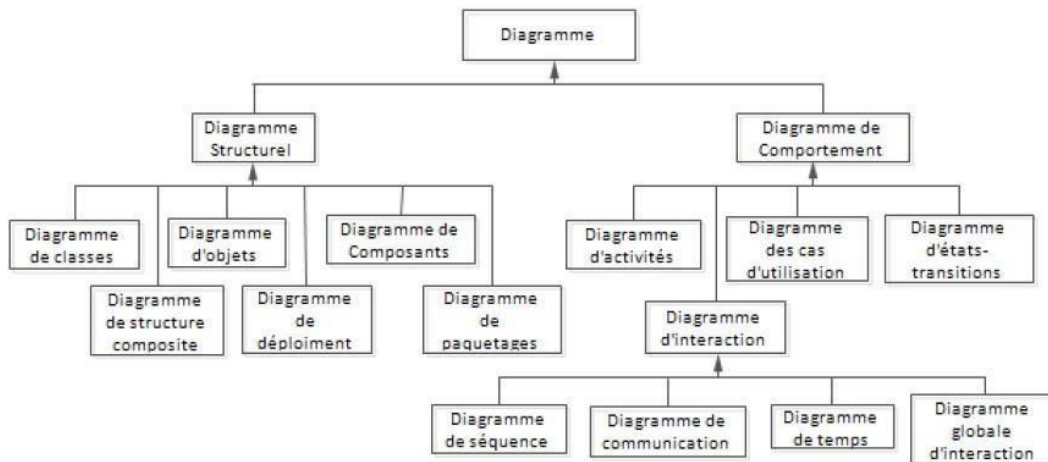 Diagramme
Diagramme
Structurel
Diagramme de
Comportement
Diagramme
de classes
Diagramme
d'objets
Diagramme de
Composants
Diagramme
d'activités
Diagramme
des cas
d'utilisation
Diagramme
d'états-
transitions
Diagramme
de structure
composite
Diagramme
de
déploiment
Diagramme
de
paquetages
Diagramme
d'interaction
Diagramme
de séquence
Diagramme de
communication
Diagramme
de temps
Diagramme
globale
d'interaction